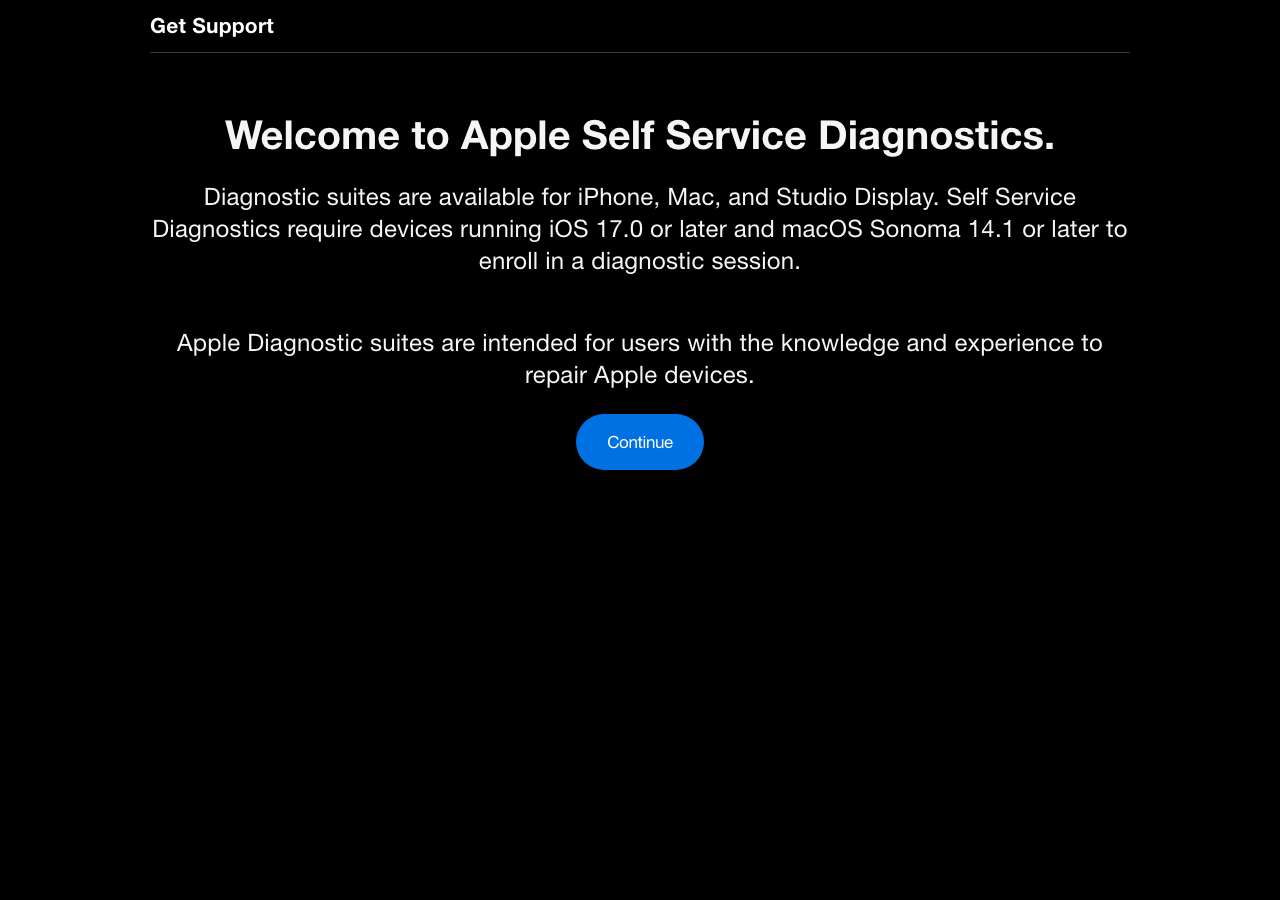 Get Support
Welcome to Apple Self Service Diagnostics.
Diagnostic suites are available for iPhone, Mac, and Studio Display. Self Service
Diagnostics require devices running iOS 17.0 or later and macOS Sonoma 14.1 or later to
enroll in a diagnostic session.
Apple Diagnostic suites are intended for users with the knowledge and experience to
repair Apple devices.
Continue